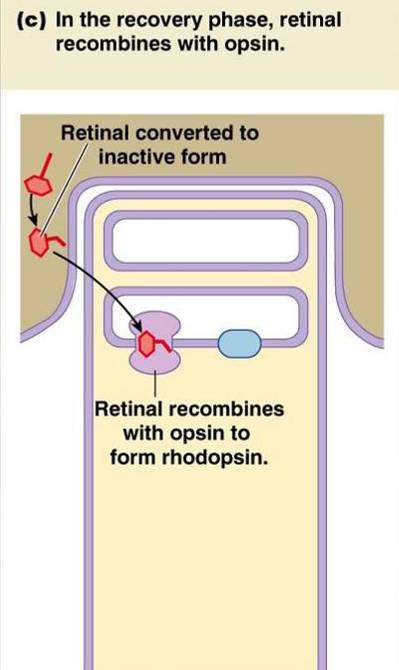 (c) In the recovery phase, retinal
recombines with opsin.
Retinal converted to
inactive form
Retinal recombines
with opsin to
form rhodopsin.